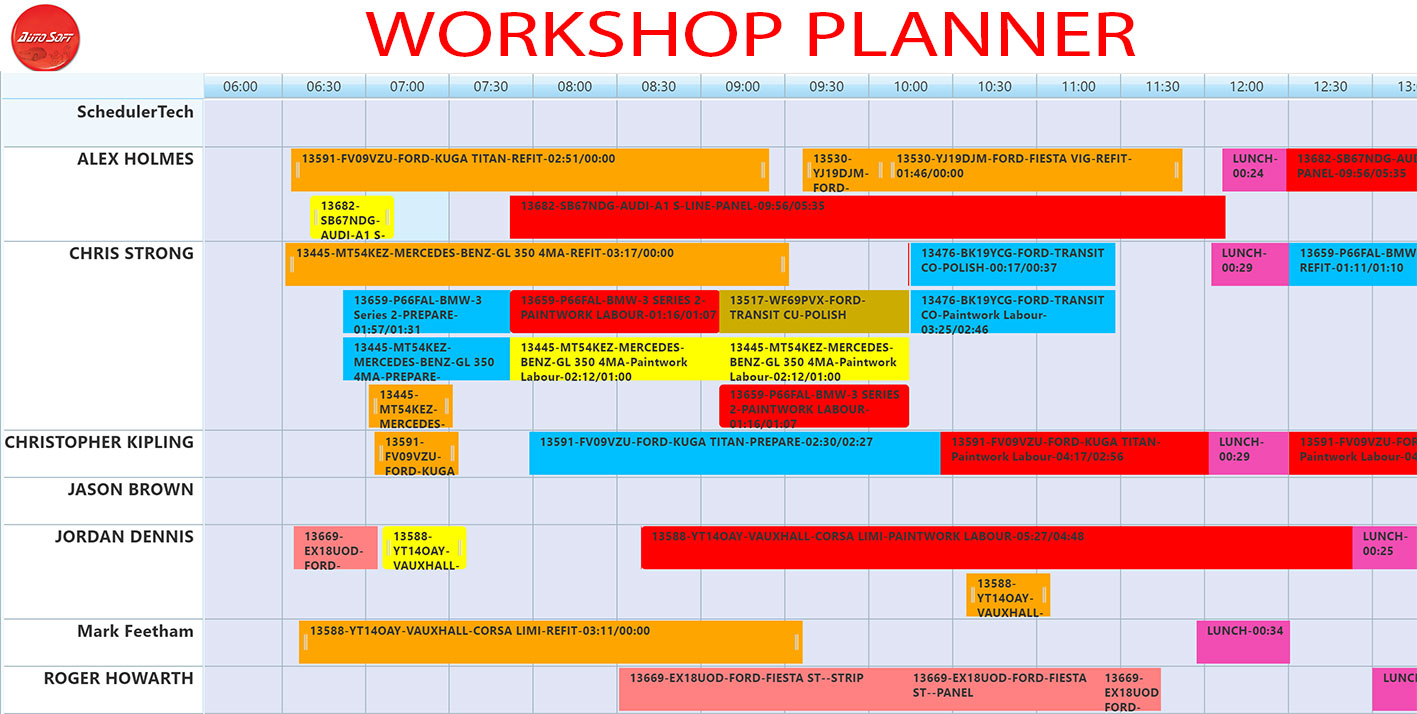 AUTO SOFT
WORKSHOP PLANNER
06:00 06:30 07:00 07:30 08:00 08:30 09:00 09:30 10:00 10:30 11:00 11:30 12:00 12:30 13:
SchedulerTech
ALEX HOLMES
13591-FV09VZU-FORD-KUGA TITAN-REFIT-02:51/00:00
13530-
YJ19DJM-
FORD-
13530-YJ19DJM-FORD-FIESTA VIG-REFIT-
01:46/00:00
LUNCH-
00:24
13682-SB67NDG-AUDI
PANEL-09:56/05:35
13682-
SB67NDG-
AUDI-A1 S-
13682-SB67NDG-AUDI-A1 S-LINE-PANEL-09:56/05:35
CHRIS STRONG
13445-MT54KEZ-MERCEDES-BENZ-GL 350 4MA-REFIT-03:17/00:00
13476-BK19YCG-FORD-TRANSIT
CO-POLISH-00:17/00:37
LUNCH-
00:29
13659-P66FAL-BMW
REFIT-01:11/01:10
13659-P66FAL-BMW-3
Series 2-PREPARE-
01:57/01:31
13659-P66FAL-BMW-3 SERIES 2-
PAINTWORK LABOUR-01:16/01:07
13517-WF69PVX-FORD-
TRANSIT CU-POLISH
13476-BK19YCG-FORD-TRANSIT
CO-Paintwork Labour-
03:25/02:46
13445-MT54KEZ-
MERCEDES-BENZ-GL 350
4MA-PREPARE-
13445-MT54KEZ-MERCEDES-
BENZ-GL 350 4MA-Paintwork
Labour-02:12/01:00
13445-MT54KEZ-MERCEDES-
BENZ-GL 350 4MA-Paintwork
Labour-02:12/01:00
13445-
MT54KEZ-
MERCEDES-
13659-P66FAL-BMW-3 SERIES
2-PAINTWORK LABOUR-
01:16/01:07
CHRISTOPHER KIPLING
13591-
FV09VZU-
FORD-KUGA
13591-FV09VZU-FORD-KUGA TITAN-PREPARE-02:30/02:27
13591-FV09VZU-FORD-KUGA TITAN-
Paintwork Labour-04:17/02:56
LUNCH-
00:29
13591-FV09VZU-FOR
Paintwork Labour-04
JASON BROWN
JORDAN DENNIS
13669-
EX18UOD-
FORD-
13588-
YT14OAY-
VAUXHALL-
13588-YT14OAY-VAUXHALL-CORSA LIMI-PAINTWORK LABOUR-05:27/04:48
LUNCH-
00:25
13588-
YT14OAY-
VAUXHALL-
Mark Feetham
13588-YT14OAY-VAUXHALL-CORSA LIMI-REFIT-03:11/00:00
LUNCH-00:34
ROGER HOWARTH
13669-EX18UOD-FORD-FIESTA ST--STRIP
13669-EX18UOD-FORD-FIESTA
ST--PANEL
13669-
EX18UOD
FORD-
LUNC